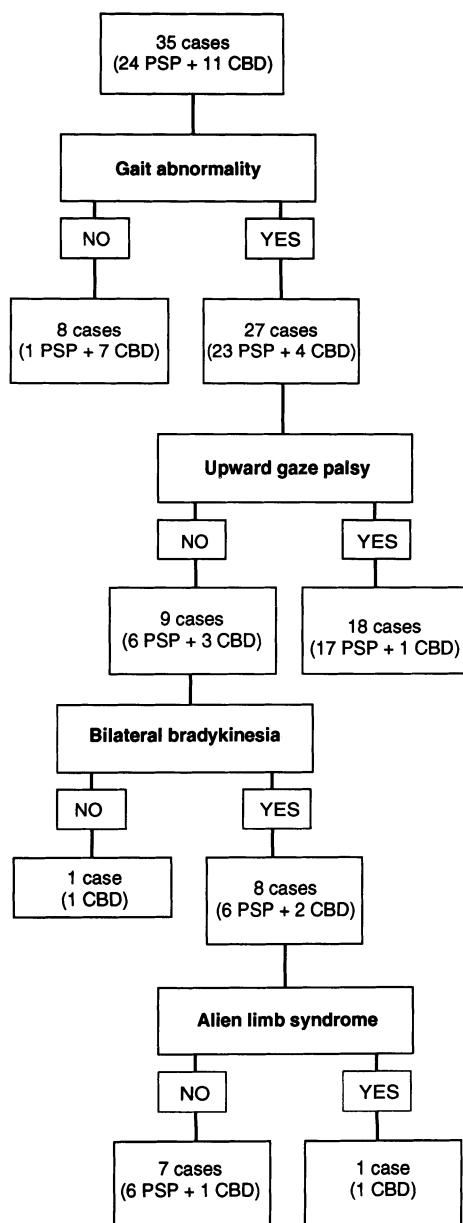 35 cases
(24 PSP + 11 CBD)
Gait abnormality
NO
YES
8 cases
(1 PSP + 7 CBD)
27 cases
(23 PSP + 4 CBD)
Upward gaze palsy
NO
YES
9 cases
(6 PSP + 3 CBD)
18 cases
(17 PSP + 1 CBD)
Bilateral bradykinesia
NO
YES
1 case
(1 CBD)
8 cases
(6 PSP + 2 CBD)
Alien limb syndrome
NO
YES
7 cases
(6 PSP + 1 CBD)
1 case
(1 CBD)